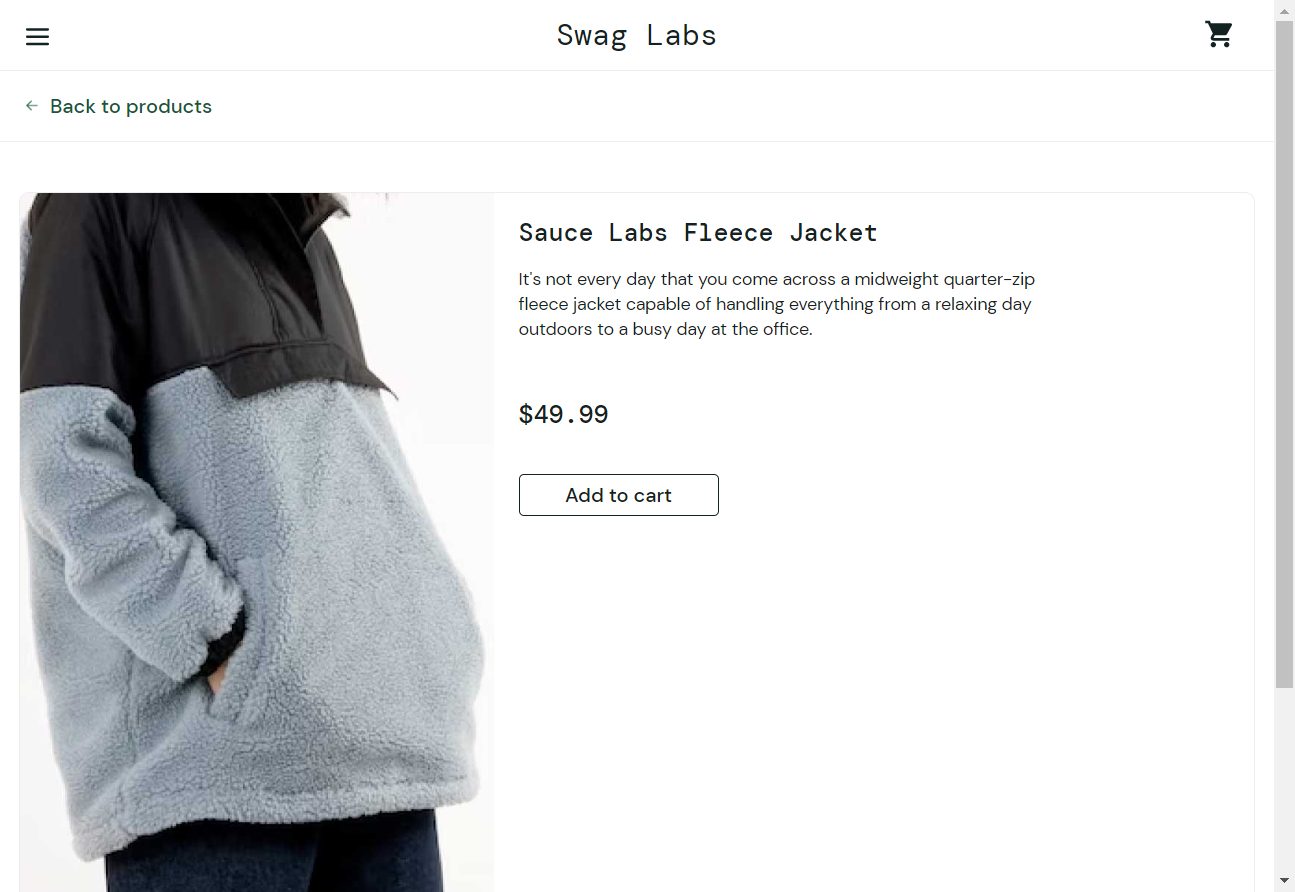 Swag Labs
Back to products
Sauce Labs Fleece Jacket
It's not every day that you come across a midweight quarter-zip
fleece jacket capable of handling everything from a relaxing day
outdoors to a busy day at the office.
$49.99
Add to cart